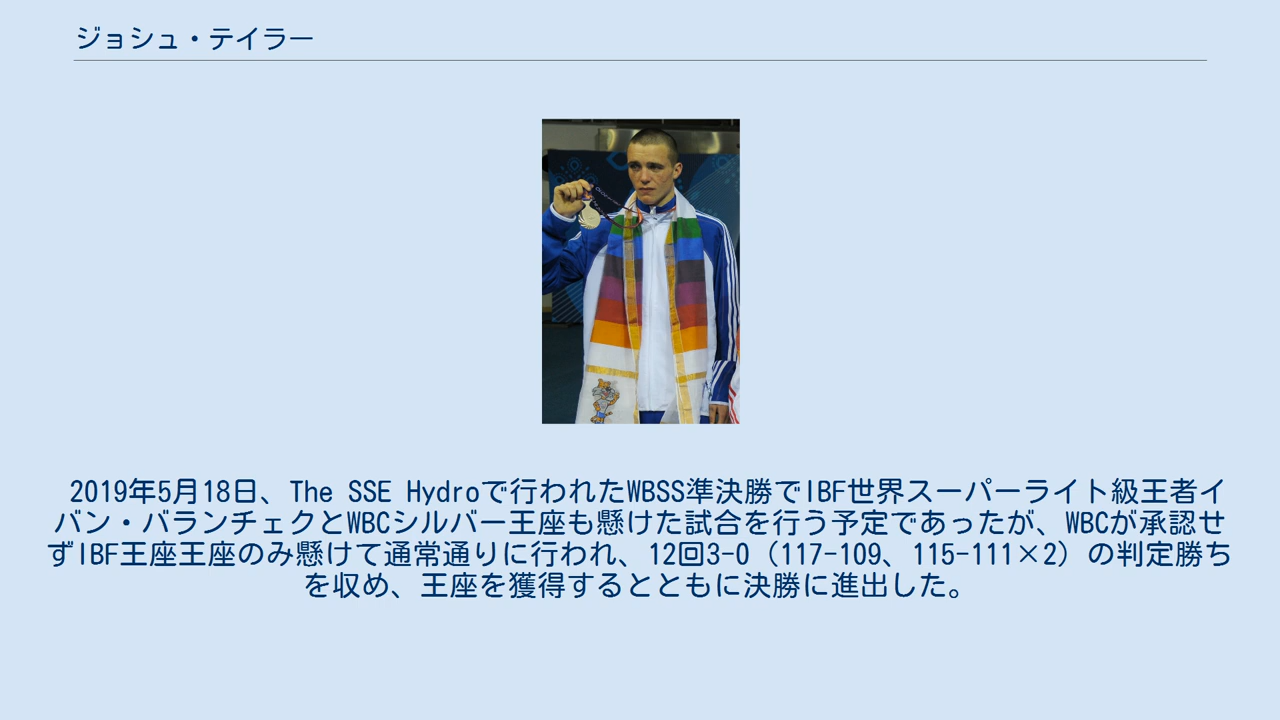 ジョシュ・テイラー
2019年5月18日、The SSE Hydroで行われたWBSS準決勝でIBF世界スーパーライト級王者イ
バン・バランチェクとWBCシルバー王座も懸けた試合を行う予定であったが、WBCが承認せ
ずIBF王座王座のみ懸けて通常通りに行われ、12回3-0（117-109、115-111×2）の判定勝ち
を収め、王座を獲得するとともに決勝に進出した。